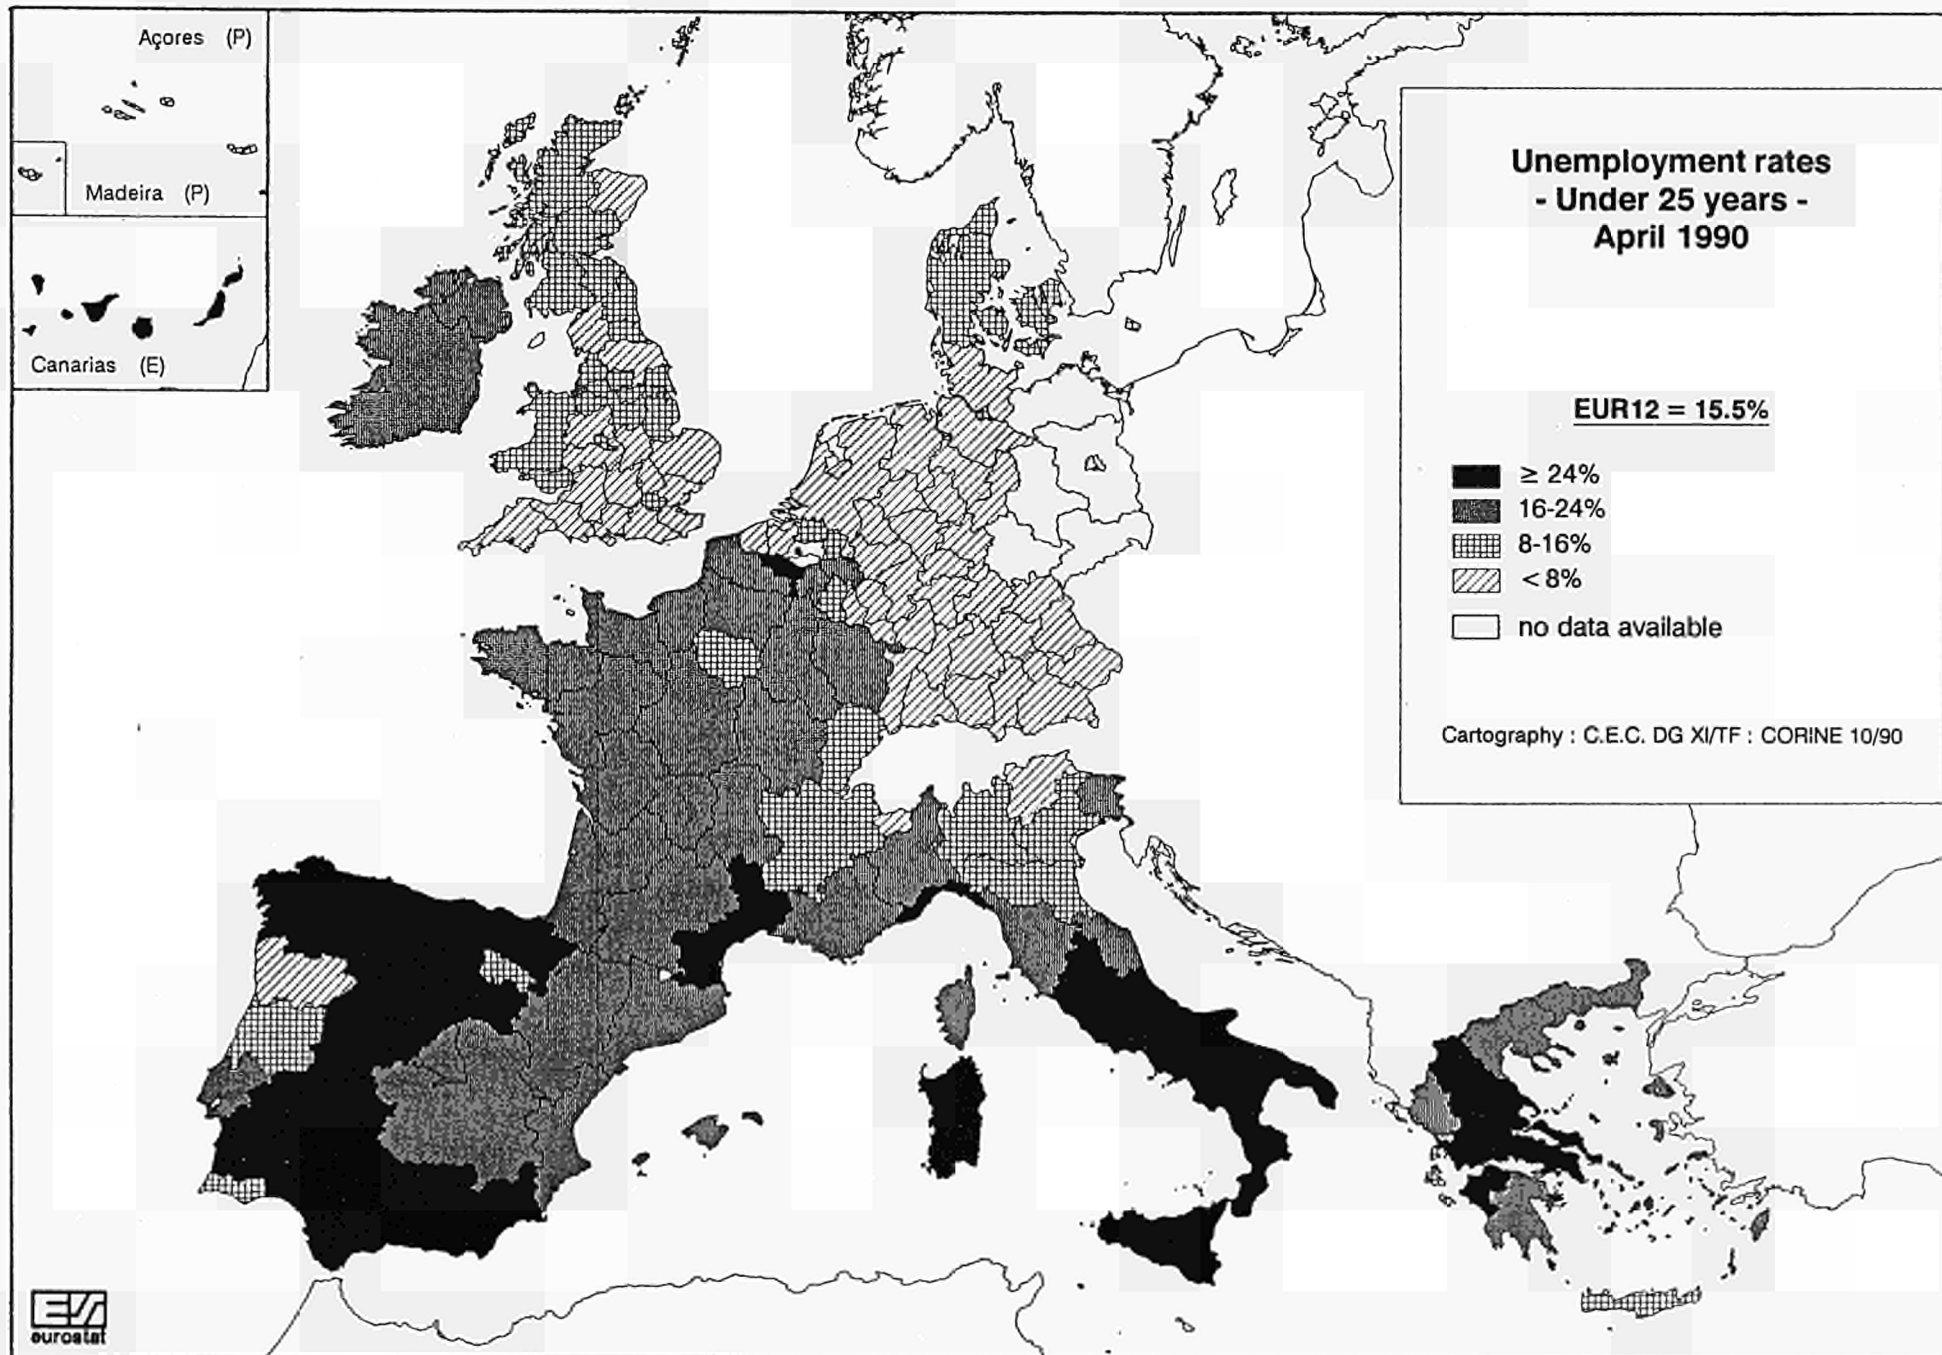 Açores (P)
Madeira (P)
Canarias (E)
Unemployment rates
- Under 25 years -
April 1990
EUR12 = 15.5%
≥ 24%
16-24%
8-16%
< 8%
no data available
Cartography : C.E.C. DG XI/TF : CORINE 10/90
eurostat